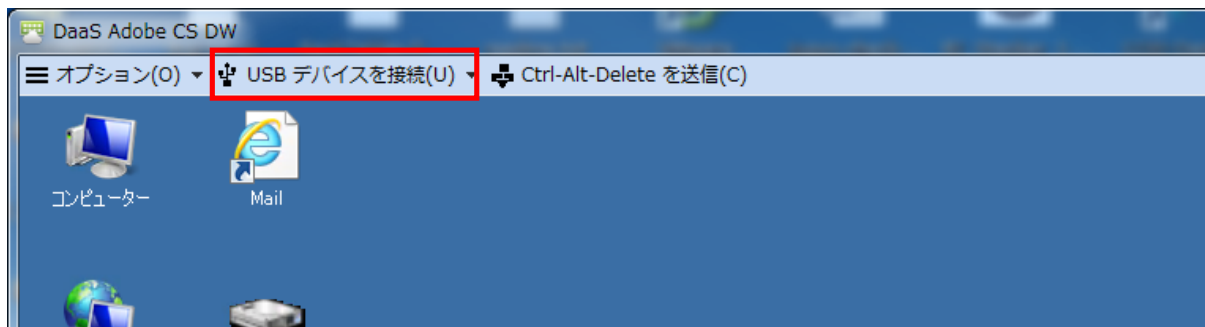 DaaS Adobe CS DW
オプション(O) USB デバイスを接続(U) Ctrl-Alt-Delete を送信(C)
コンピューター Mail